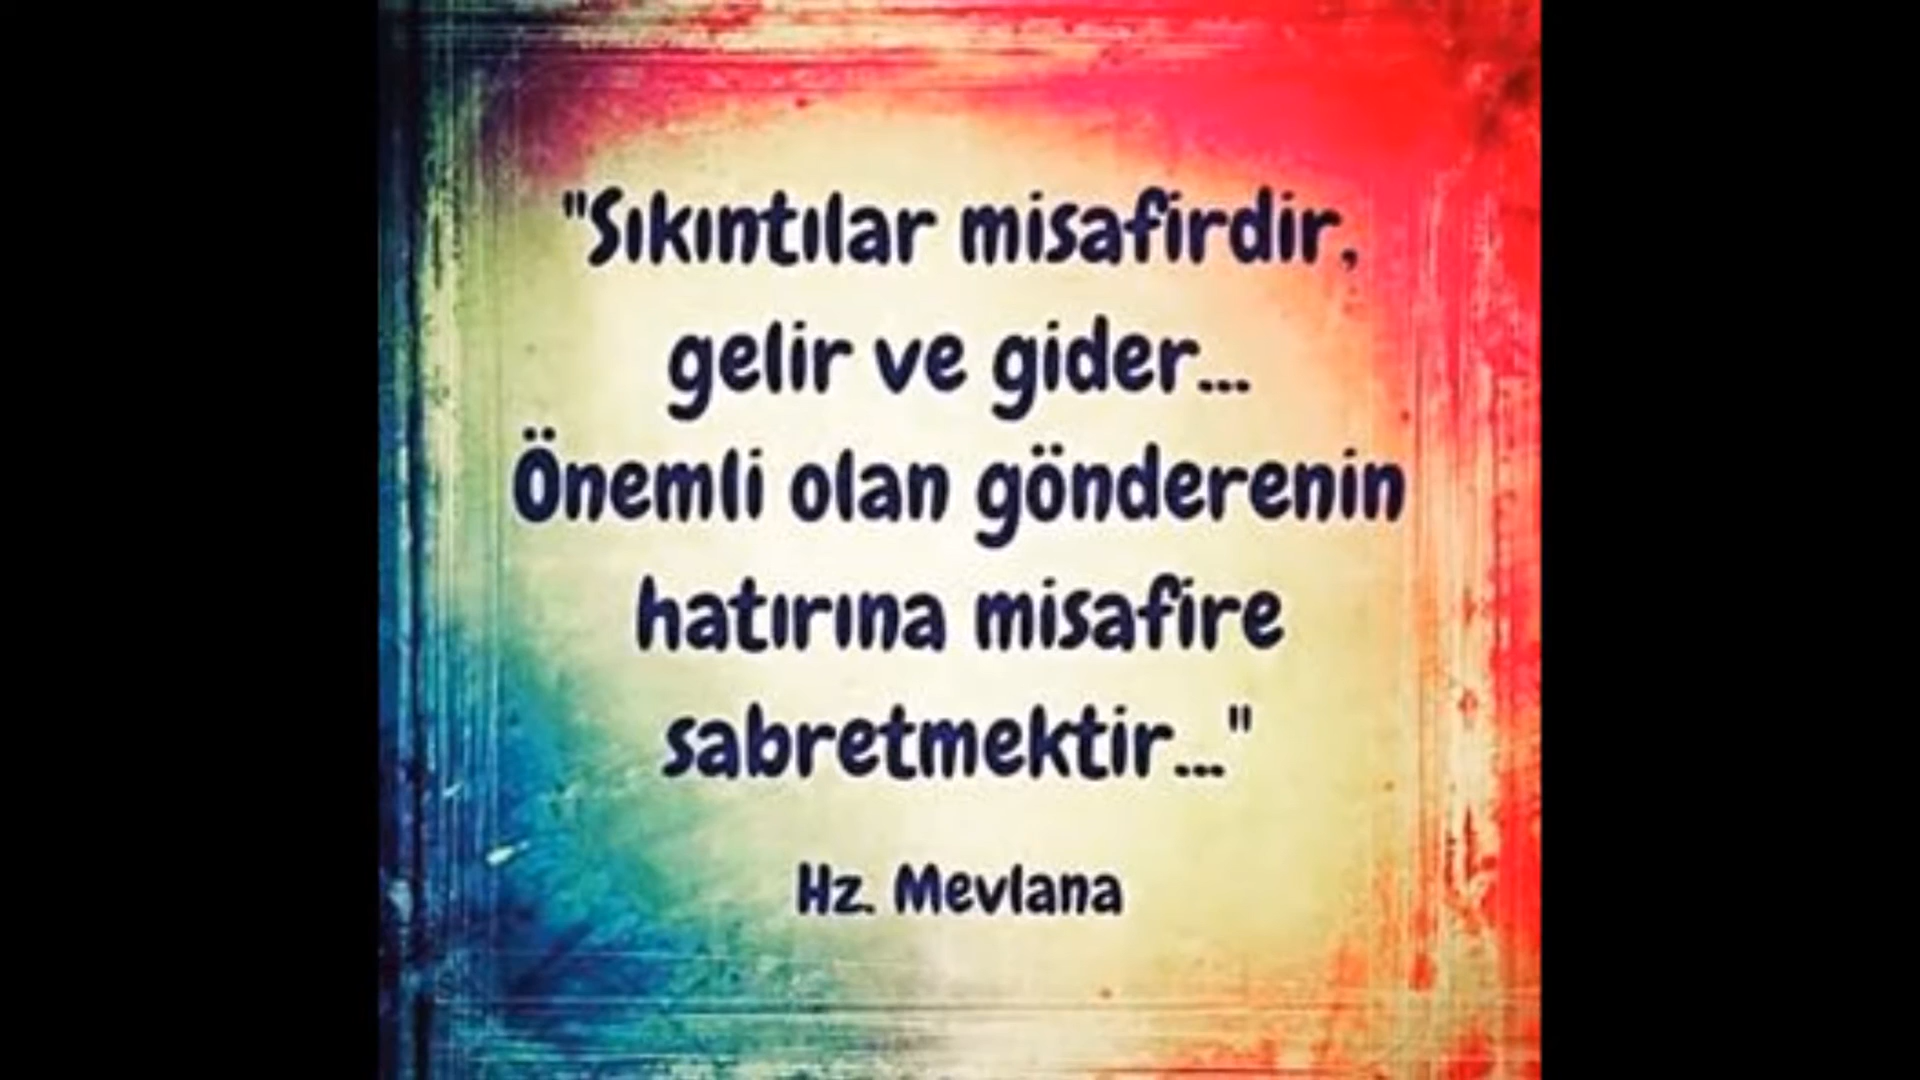 "Sıkıntılar misafirdir,
gelir ve gider...
Önemli olan gönderenin
hatırına misafire
sabretmektir..."
Hz. Mevlana